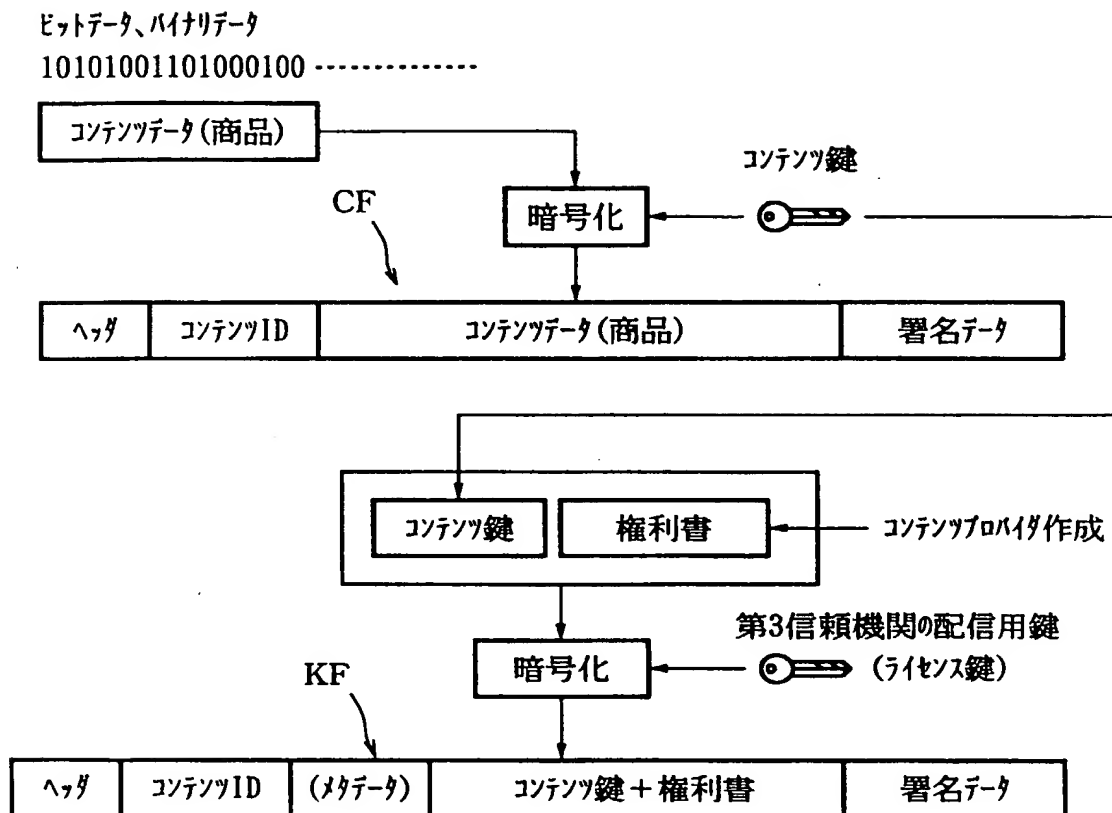 ビットデータ、バイナリデータ
10101001101000100 --------------
コンテンツデータ(商品)
コンテンツ鍵
CF
暗号化
ヘッダ コンテンツID コンテンツデータ(商品) 署名データ
コンテンツ鍵 権利書 コンテンツプロバイダ作成
第3信頼機関の配信用鍵
暗号化 (ライセンス鍵)
KF
ヘッダ コンテンツID (メタデータ) コンテンツ鍵+権利書 署名データ